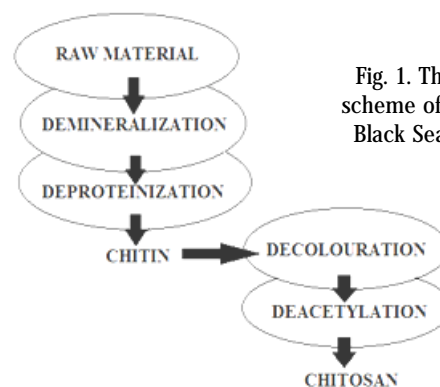 RAW MATERIAL
DEMINERALIZATION
DEPROTEINIZATION
CHITIN
DECOLOURATION
DEACETYLATION
CHITOSAN
Fig. 1. Th
scheme of
Black Sea